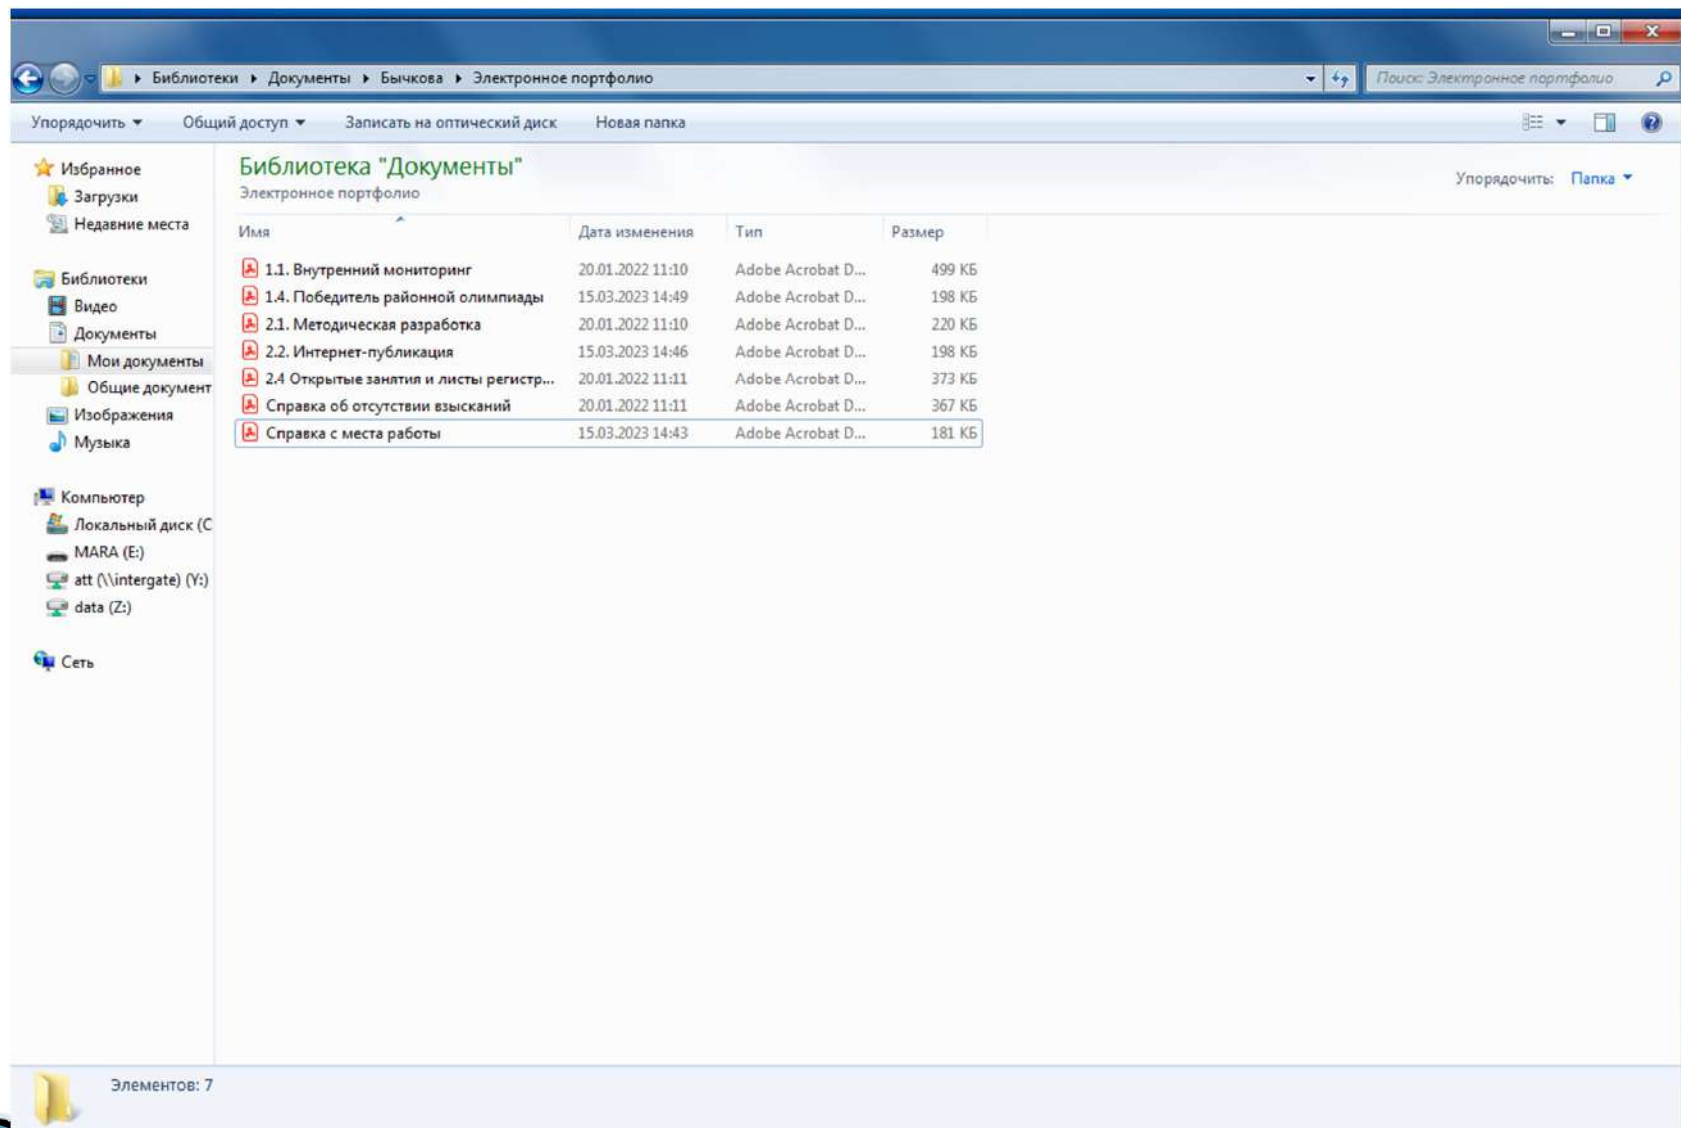 Библиотеки ▸ Документы ▸ Бычкова ▸ Электронное портфолио
Поиск: Электронное портфолио
Упорядочить Общий доступ Записать на оптический диск Новая папка
Избранное
Загрузки
Недавние места
Библиотеки
Видео
Документы
Мои документы
Общие документ
Изображения
Музыка
Компьютер
Локальный диск (C
MARA (E:)
att (\\intergate) (Y:)
data (Z:)
Сеть
Библиотека "Документы"
Электронное портфолио
Упорядочить: Папка
Имя Дата изменения Тип Размер
1.1. Внутренний мониторинг 20.01.2022 11:10 Adobe Acrobat D... 499 КБ
1.4. Победитель районной олимпиады 15.03.2023 14:49 Adobe Acrobat D... 198 КБ
2.1. Методическая разработка 20.01.2022 11:10 Adobe Acrobat D... 220 КБ
2.2. Интернет-публикация 15.03.2023 14:46 Adobe Acrobat D... 198 КБ
2.4 Открытые занятия и листы регистр... 20.01.2022 11:11 Adobe Acrobat D... 373 КБ
Справка об отсутствии взысканий 20.01.2022 11:11 Adobe Acrobat D... 367 КБ
Справка с места работы 15.03.2023 14:43 Adobe Acrobat D... 181 КБ
Элементов: 7